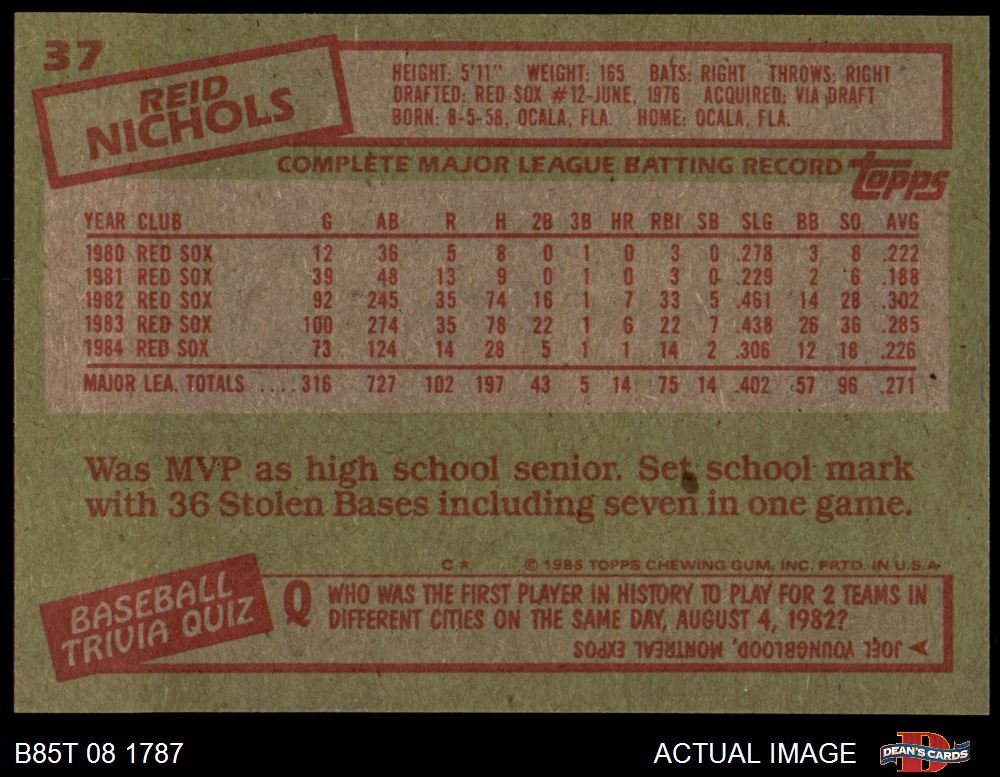 37
REID
NICHOLS
HEIGHT: 5'11" WEIGHT: 165 BATS: RIGHT THROWS: RIGHT
DRAFTED: RED SOX #12-JUNE, 1976 ACQUIRED: VIA DRAFT
BORN: 8-5-58, OCALA, FLA. HOME: OCALA, FLA.
COMPLETE MAJOR LEAGUE BATTING RECORD
topps
YEAR CLUB G AB R H 2B 3B HR RBI SB SLG BB SO AVG
1980 RED SOX 12 36 5 8 0 1 0 3 0 .278 3 8 .222
1981 RED SOX 39 48 13 9 0 1 0 3 0 .229 2 6 .188
1982 RED SOX 92 245 35 74 16 1 7 33 5 .461 14 28 .302
1983 RED SOX 100 274 35 78 22 1 6 22 7 .438 26 36 .285
1984 RED SOX 73 124 14 28 5 1 1 14 2 .306 12 18 .226
MAJOR LEA. TOTALS ....316 727 102 197 43 5 14 75 14 .402 57 96 .271
Was MVP as high school senior. Set school mark
with 36 Stolen Bases including seven in one game.
C* © 1985 TOPPS CHEWING GUM, INC. PRTD. IN U.S.A.
BASEBALL
TRIVIA QUIZ
Q WHO WAS THE FIRST PLAYER IN HISTORY TO PLAY FOR 2 TEAMS IN
DIFFERENT CITIES ON THE SAME DAY, AUGUST 4, 1982?
JOEL YOUNGBLOOD, MONTREAL EXPOS
B85T 08 1787
ACTUAL IMAGE
DEAN'S CARDS